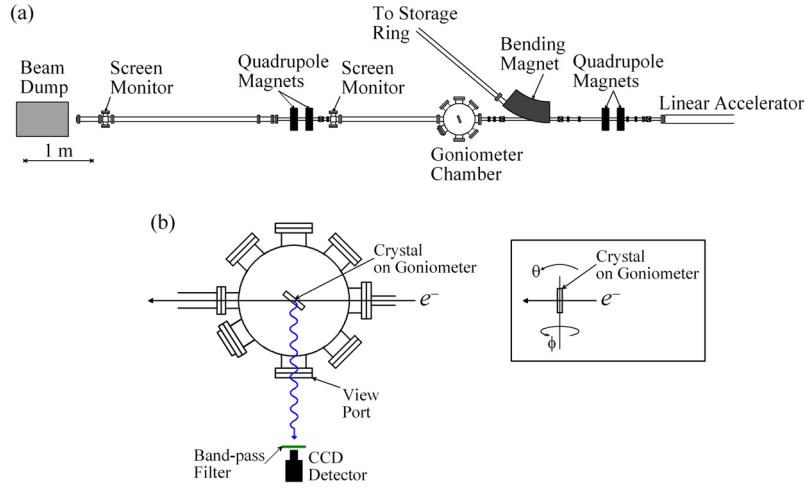 (a)
To Storage
Ring
Bending
Magnet
Quadrupole
Magnets
Screen
Monitor
Quadrupole
Magnets
Screen
Monitor
Beam
Dump
Linear Accelerator
Goniometer
Chamber
1 m
(b)
Crystal
on Goniometer
e⁻
View
Port
Band-pass
Filter
CCD
Detector
θ
Crystal
on Goniometer
e⁻
ϕ